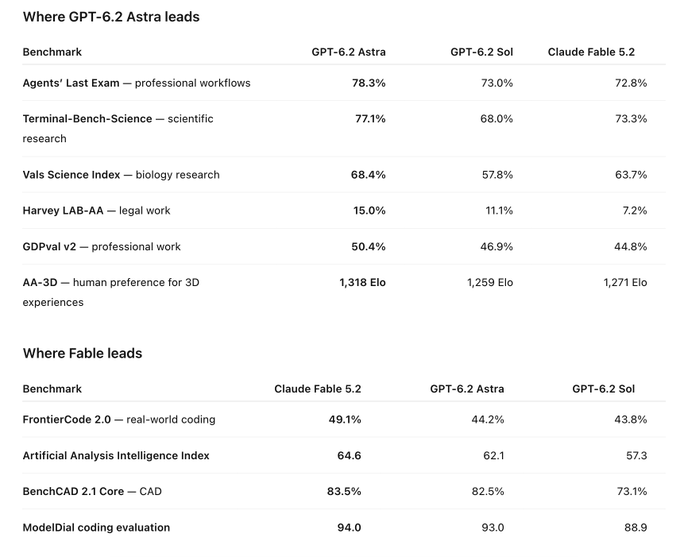 Where GPT-6.2 Astra leads
Benchmark GPT-6.2 Astra GPT-6.2 Sol Claude Fable 5.2
Agents’ Last Exam — professional workflows 78.3% 73.0% 72.8%
Terminal-Bench-Science — scientific 77.1% 68.0% 73.3%
research
Vals Science Index — biology research 68.4% 57.8% 63.7%
Harvey LAB-AA — legal work 15.0% 11.1% 7.2%
GDPval v2 — professional work 50.4% 46.9% 44.8%
AA-3D — human preference for 3D 1,318 Elo 1,259 Elo 1,271 Elo
experiences
Where Fable leads
Benchmark Claude Fable 5.2 GPT-6.2 Astra GPT-6.2 Sol
FrontierCode 2.0 — real-world coding 49.1% 44.2% 43.8%
Artificial Analysis Intelligence Index 64.6 62.1 57.3
BenchCAD 2.1 Core — CAD 83.5% 82.5% 73.1%
ModelDial coding evaluation 94.0 93.0 88.9